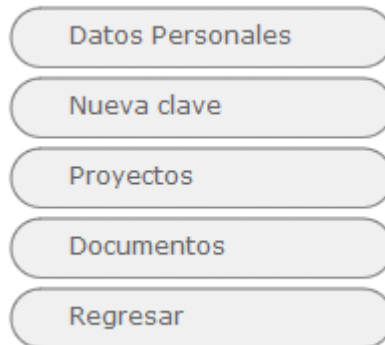 Datos Personales
Nueva clave
Proyectos
Documentos
Regresar